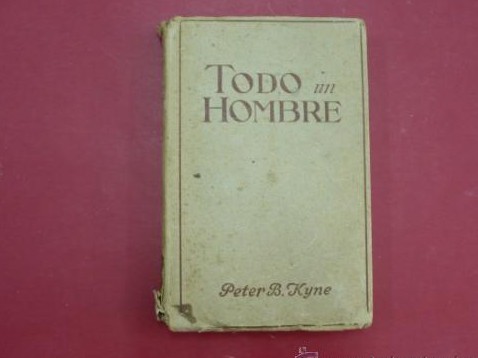 TODO un
HOMBRE
Peter B. Kyne